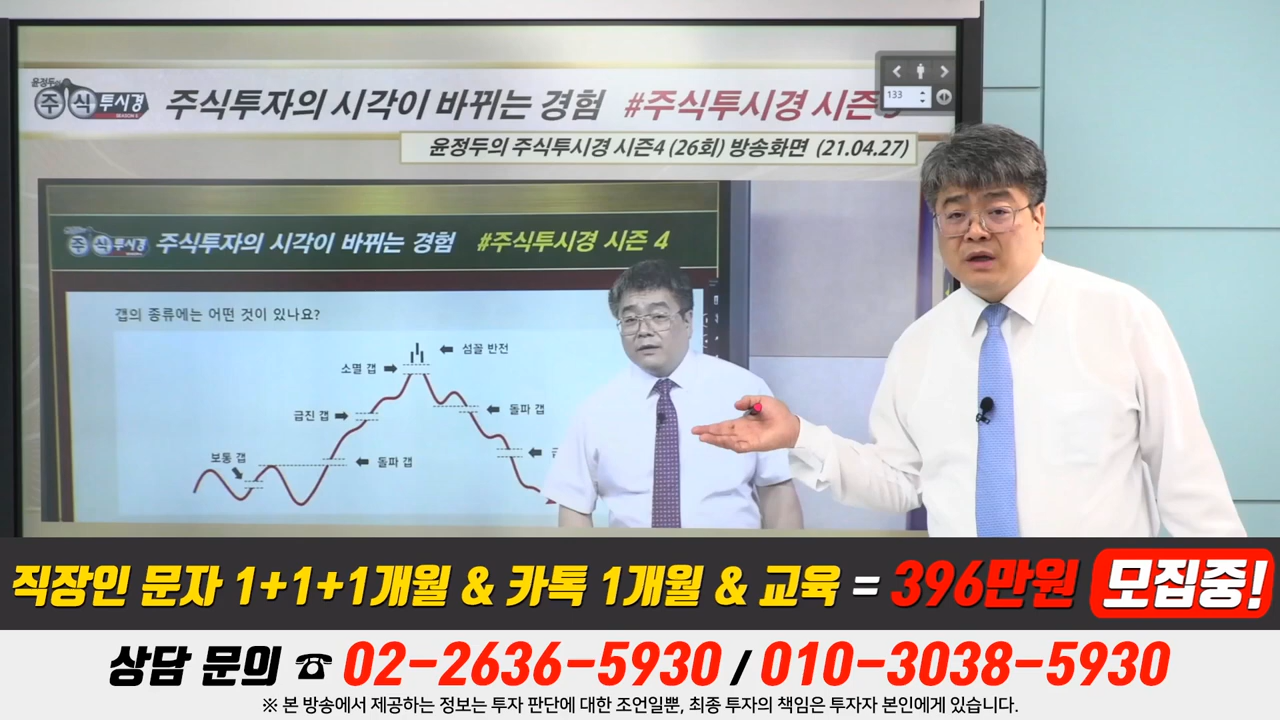 윤정두의
주식투시경
SEASON 5
주식투자의 시각이 바뀌는 경험 #주식투시경 시즌
133
윤정두의 주식투시경 시즌4 (26회) 방송화면 (21.04.27)
주식투시경 주식투자의 시각이 바뀌는 경험 #주식투시경 시즌 4
갭의 종류에는 어떤 것이 있나요?
섬꼴 반전
소멸 갭
급진 갭
돌파 갭
보통 갭
돌파 갭
직장인 문자 1+1+1개월 & 카톡 1개월 & 교육 = 396만원 모집중!
상담 문의 ☎ 02-2636-5930 / 010-3038-5930
※ 본 방송에서 제공하는 정보는 투자 판단에 대한 조언일뿐, 최종 투자의 책임은 투자자 본인에게 있습니다.